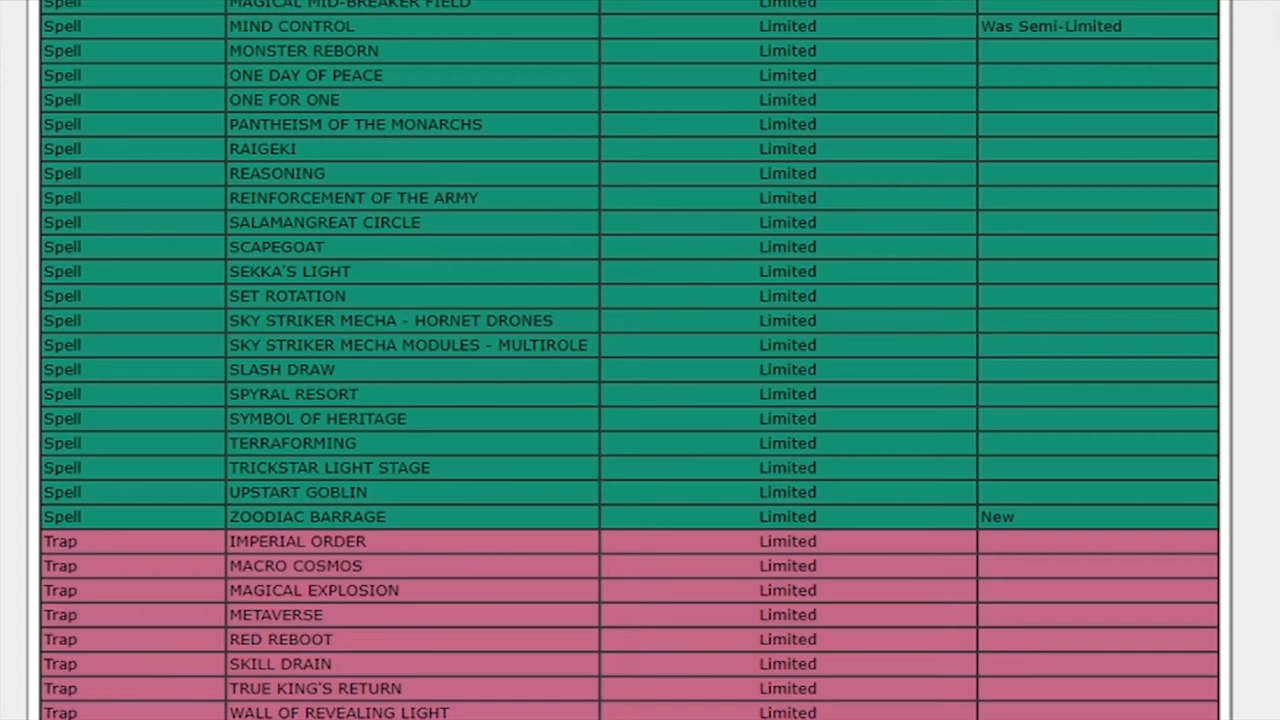 Spell MAGICAL MID-BREAKER FIELD Limited
Spell MIND CONTROL Limited Was Semi-Limited
Spell MONSTER REBORN Limited
Spell ONE DAY OF PEACE Limited
Spell ONE FOR ONE Limited
Spell PANTHEISM OF THE MONARCHS Limited
Spell RAIGEKI Limited
Spell REASONING Limited
Spell REINFORCEMENT OF THE ARMY Limited
Spell SALAMANGREAT CIRCLE Limited
Spell SCAPEGOAT Limited
Spell SEKKA'S LIGHT Limited
Spell SET ROTATION Limited
Spell SKY STRIKER MECHA - HORNET DRONES Limited
Spell SKY STRIKER MECHA MODULES - MULTIROLE Limited
Spell SLASH DRAW Limited
Spell SPYRAL RESORT Limited
Spell SYMBOL OF HERITAGE Limited
Spell TERRAFORMING Limited
Spell TRICKSTAR LIGHT STAGE Limited
Spell UPSTART GOBLIN Limited
Spell ZOODIAC BARRAGE Limited New
Trap IMPERIAL ORDER Limited
Trap MACRO COSMOS Limited
Trap MAGICAL EXPLOSION Limited
Trap METAVERSE Limited
Trap RED REBOOT Limited
Trap SKILL DRAIN Limited
Trap TRUE KING'S RETURN Limited
Trap WALL OF REVEALING LIGHT Limited